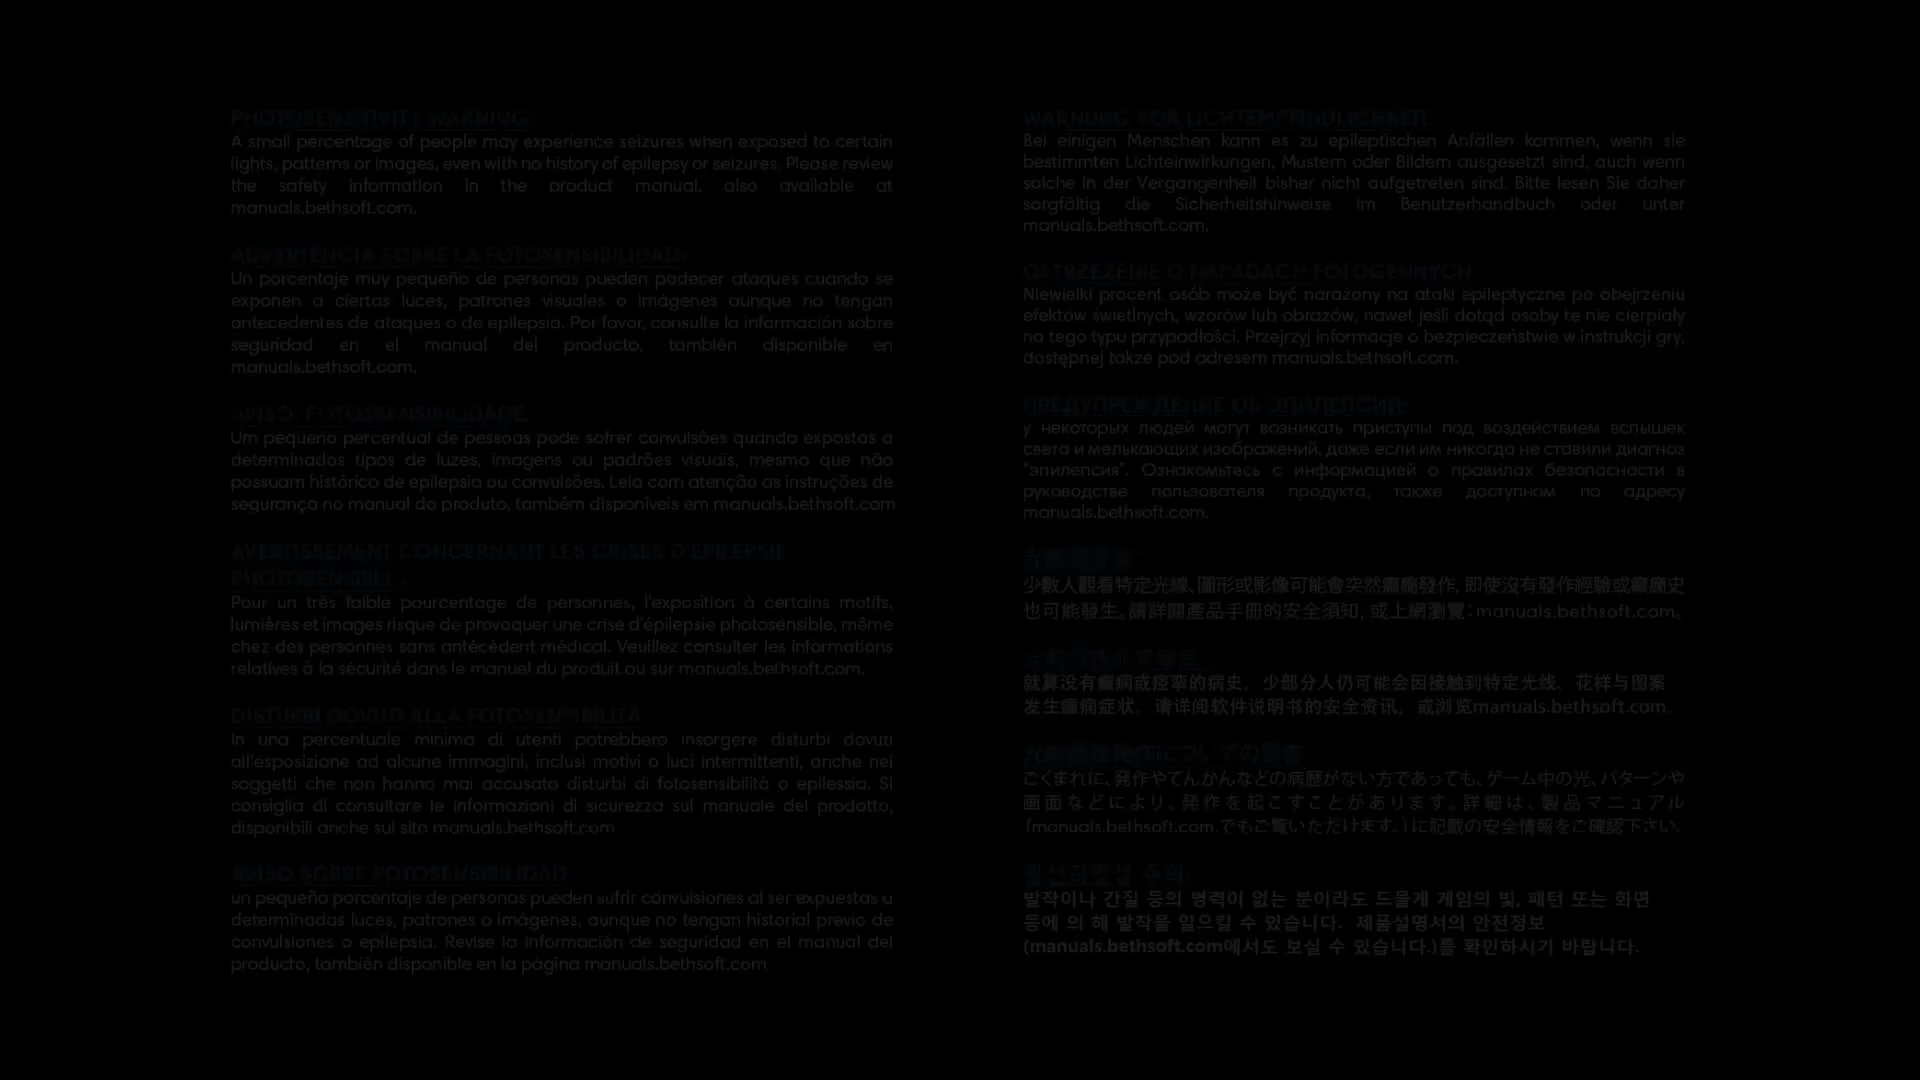 PHOTOSENSITIVITY WARNING:
A small percentage of people may experience seizures when exposed to certain
lights, patterns or images, even with no history of epilepsy or seizures. Please review
the safety information in the product manual, also available at
manuals.bethsoft.com.
ADVERTENCIA SOBRE LA FOTOSENSIBILIDAD:
Un porcentaje muy pequeño de personas pueden padecer ataques cuando se
exponen a ciertas luces, patrones visuales o imágenes aunque no tengan
antecedentes de ataques o de epilepsia. Por favor, consulte la información sobre
seguridad en el manual del producto, también disponible en
manuals.bethsoft.com.
AVISO: FOTOSSENSIBILIDADE
Um pequeno percentual de pessoas pode sofrer convulsões quando expostas a
determinados tipos de luzes, imagens ou padrões visuais, mesmo que não
possuam histórico de epilepsia ou convulsões. Leia com atenção as instruções de
segurança no manual do produto, também disponíveis em manuals.bethsoft.com
AVERTISSEMENT CONCERNANT LES CRISES D'ÉPILEPSIE
PHOTOSENSIBLE :
Pour un très faible pourcentage de personnes, l'exposition à certains motifs,
lumières et images risque de provoquer une crise d'épilepsie photosensible, même
chez des personnes sans antécédent médical. Veuillez consulter les informations
relatives à la sécurité dans le manuel du produit ou sur manuals.bethsoft.com.
DISTURBI DOVUTI ALLA FOTOSENSIBILITÀ
In una percentuale minima di utenti potrebbero insorgere disturbi dovuti
all'esposizione ad alcune immagini, inclusi motivi o luci intermittenti, anche nei
soggetti che non hanno mai accusato disturbi di fotosensibilità o epilessia. Si
consiglia di consultare le informazioni di sicurezza sul manuale del prodotto,
disponibili anche sul sito manuals.bethsoft.com
AVISO SOBRE FOTOSENSIBILIDAD:
un pequeño porcentaje de personas pueden sufrir convulsiones al ser expuestas a
determinadas luces, patrones o imágenes, aunque no tengan historial previo de
convulsiones o epilepsia. Revise la información de seguridad en el manual del
producto, también disponible en la página manuals.bethsoft.com
WARNUNG VOR LICHTEMPFINDLICHKEIT:
Bei einigen Menschen kann es zu epileptischen Anfällen kommen, wenn sie
bestimmten Lichteinwirkungen, Mustern oder Bildern ausgesetzt sind, auch wenn
solche in der Vergangenheit bisher nicht aufgetreten sind. Bitte lesen Sie daher
sorgfältig die Sicherheitshinweise im Benutzerhandbuch oder unter
manuals.bethsoft.com.
OSTRZEŻENIE O NAPADACH FOTOGENNYCH
Niewielki procent osób może być narażony na ataki epileptyczne po obejrzeniu
efektów świetlnych, wzorów lub obrazów, nawet jeśli dotąd osoby te nie cierpiały
na tego typu przypadłości. Przejrzyj informacje o bezpieczeństwie w instrukcji gry,
dostępnej także pod adresem manuals.bethsoft.com.
ПРЕДУПРЕЖДЕНИЕ ОБ ЭПИЛЕПСИИ:
у некоторых людей могут возникать приступы под воздействием вспышек
света и мелькающих изображений, даже если им никогда не ставили диагноз
"эпилепсия". Ознакомьтесь с информацией о правилах безопасности в
руководстве пользователя продукта, также доступном по адресу
manuals.bethsoft.com.
少數人觀看特定光線、圖形或影像可能會突然癲癇發作，即使沒有發作經驗或癲癇史
也可能發生。請詳閱產品手冊的安全須知，或上網瀏覽：manuals.bethsoft.com。
就算没有癫痫或痉挛的病史，少部分人仍可能会因接触到特定光线、花样与图案
发生癫痫症状。请详阅软件说明书的安全资讯，或浏览manuals.bethsoft.com。
についての警告
ごくまれに、発作やてんかんなどの病歴がない方であっても、ゲーム中の光、パターンや
画面などにより、発作を起こすことがあります。詳細は、製品マニュアル
（manuals.bethsoft.com でもご覧いただけます。）に記載の安全情報をご確認下さい。
광선과민성 주의
발작이나 간질 등의 병력이 없는 분이라도 드물게 게임의 빛, 패턴 또는 화면
등에 의 해 발작을 일으킬 수 있습니다. 제품설명서의 안전정보
(manuals.bethsoft.com에서도 보실 수 있습니다.)를 확인하시기 바랍니다.